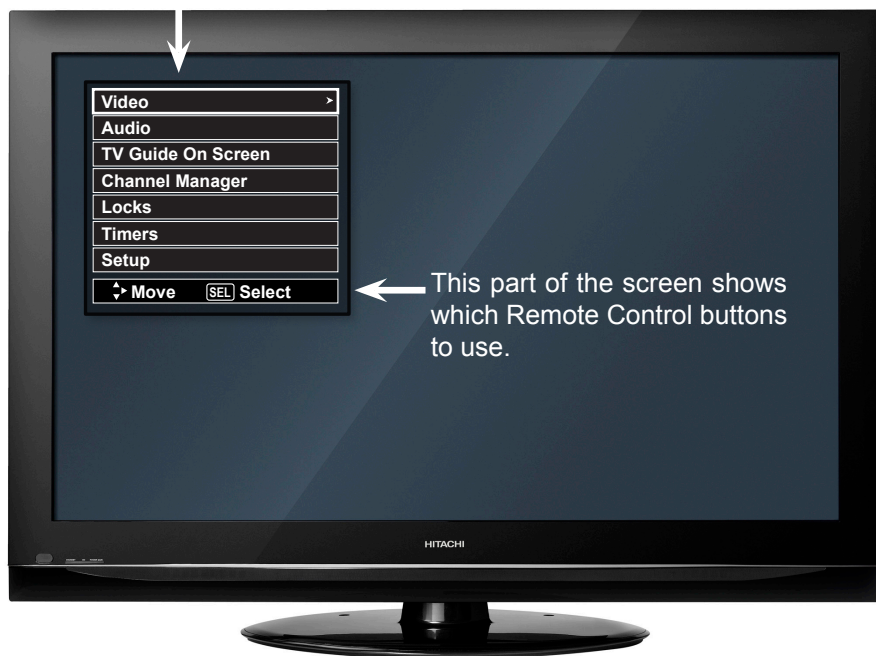 Video
Audio
TV Guide On Screen
Channel Manager
Locks
Timers
Setup
Move SEL Select
This part of the screen shows
which Remote Control buttons
to use.
HITACHI